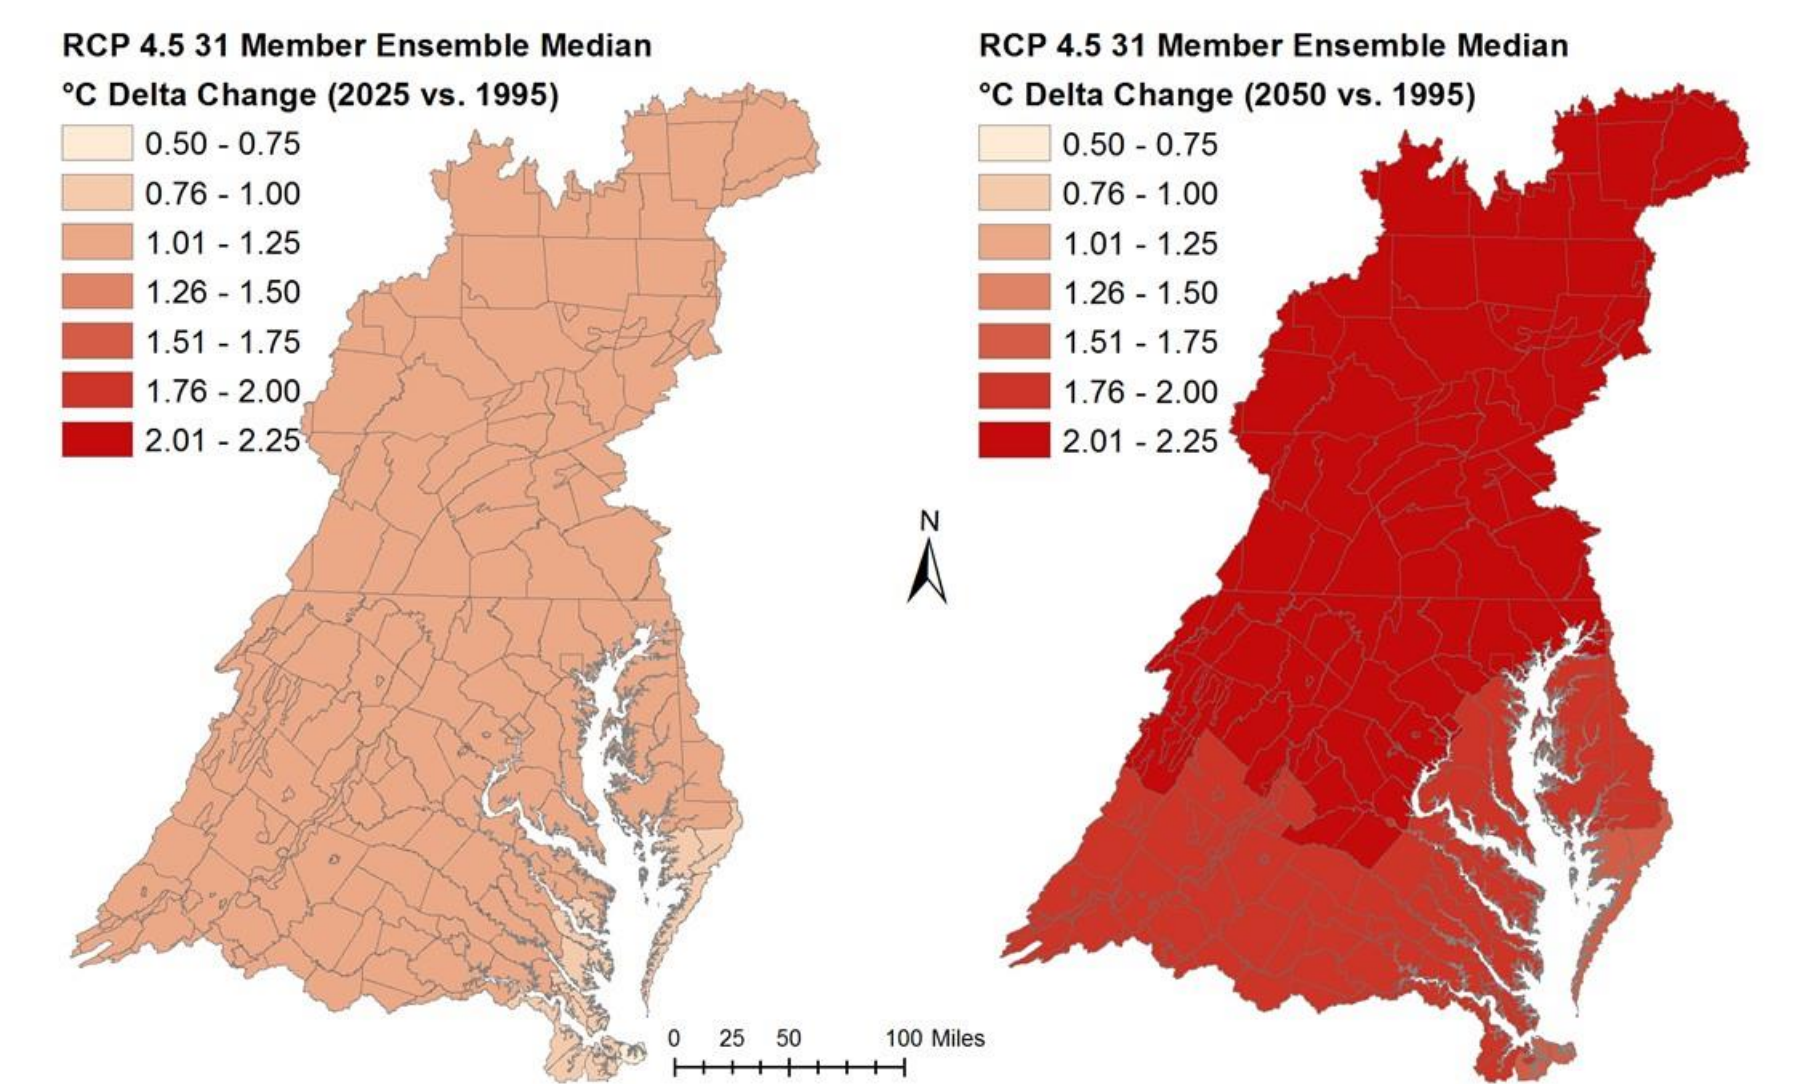 RCP 4.5 31 Member Ensemble Median
°C Delta Change (2025 vs. 1995)
0.50 - 0.75
0.76 - 1.00
1.01 - 1.25
1.26 - 1.50
1.51 - 1.75
1.76 - 2.00
2.01 - 2.25
RCP 4.5 31 Member Ensemble Median
°C Delta Change (2050 vs. 1995)
0.50 - 0.75
0.76 - 1.00
1.01 - 1.25
1.26 - 1.50
1.51 - 1.75
1.76 - 2.00
2.01 - 2.25
N
0 25 50 100 Miles